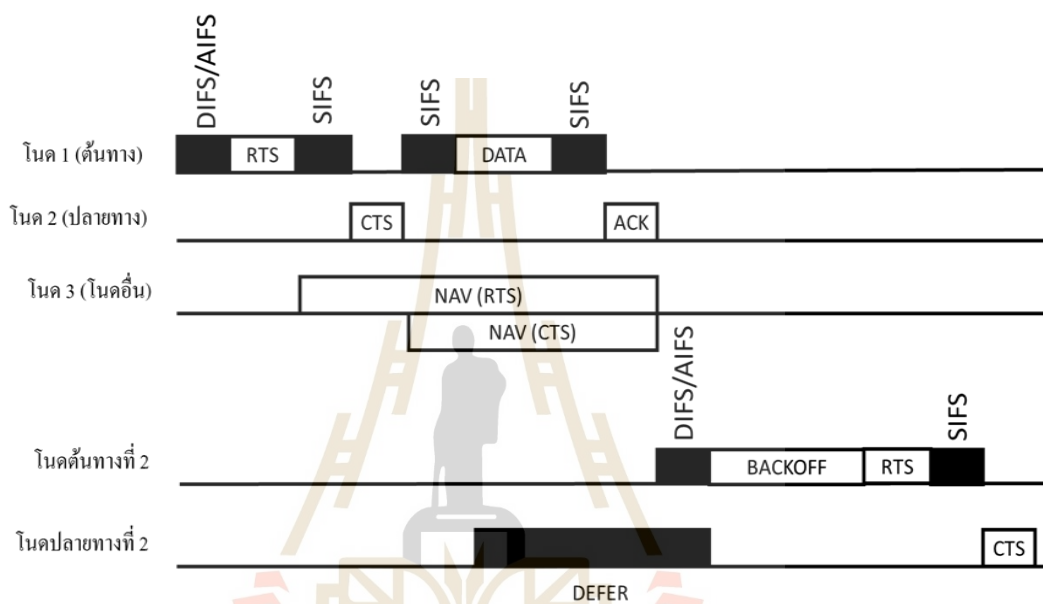 DIFS/AIFS
SIFS
SIFS
SIFS
โนด 1 (ต้นทาง)
RTS
DATA
โนด 2 (ปลายทาง)
CTS
ACK
โนด 3 (โนดอื่น)
NAV (RTS)
NAV (CTS)
DIFS/AIFS
SIFS
โนดต้นทางที่ 2
BACKOFF
RTS
โนดปลายทางที่ 2
CTS
DEFER